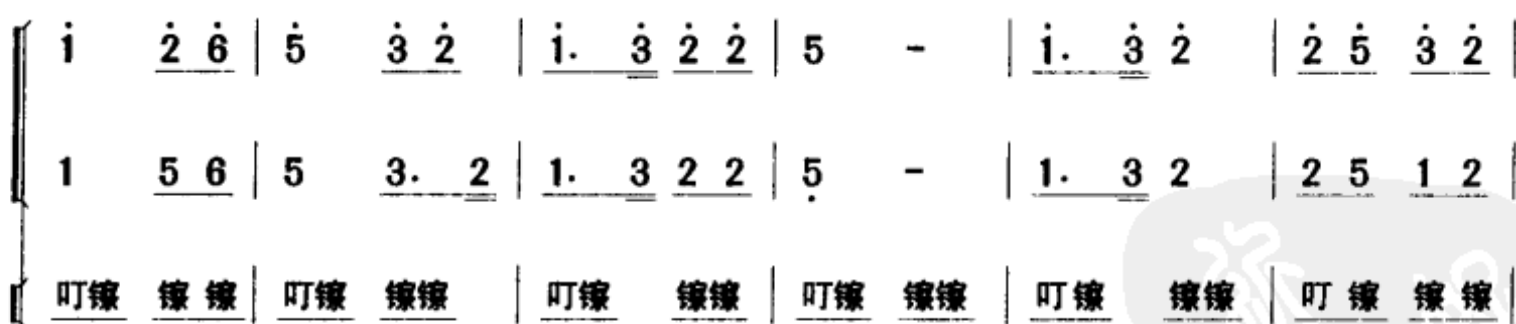 1̇ 2̇ 6̇ | 5̇ 3̇ 2̇ | 1̇. 3̇ 2̇ 2̇ | 5 - | 1̇. 3̇ 2̇ | 2̇ 5̇ 3̇ 2̇ |
1 5 6 | 5 3. 2 | 1. 3 2 2 | 5̣ - | 1. 3 2 | 2 5 1 2 |
叮镲 镲 镲 | 叮镲 镲镲 | 叮镲 镲镲 | 叮镲 镲镲 | 叮镲 镲镲 | 叮 镲 镲 镲 |